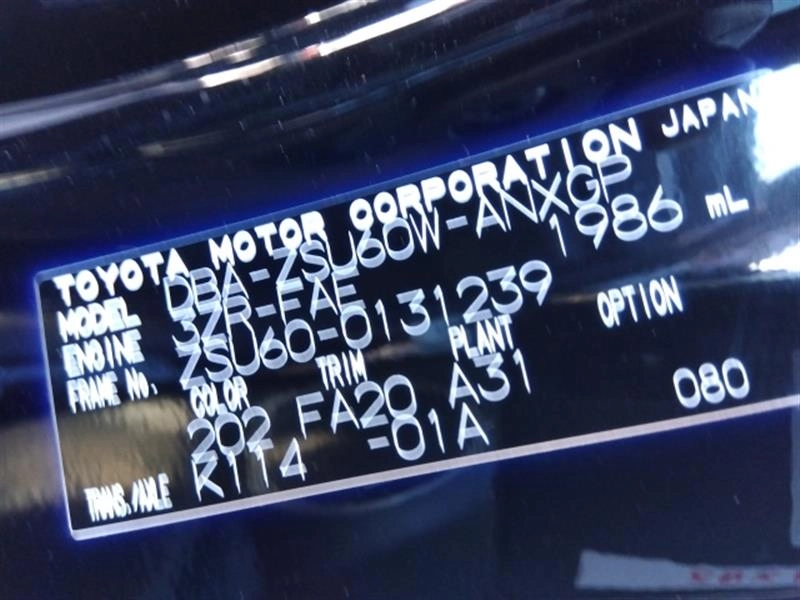 TOYOTA MOTOR CORPORATION JAPAN
MODEL DBA-ZSU60W-ANXGP
ENGINE 3ZR-FAE 1986 mL
FRAME No. ZSU60-0131239
COLOR TRIM PLANT OPTION
202 FA20 A31 080
TRANS./AXLE K114 -01A